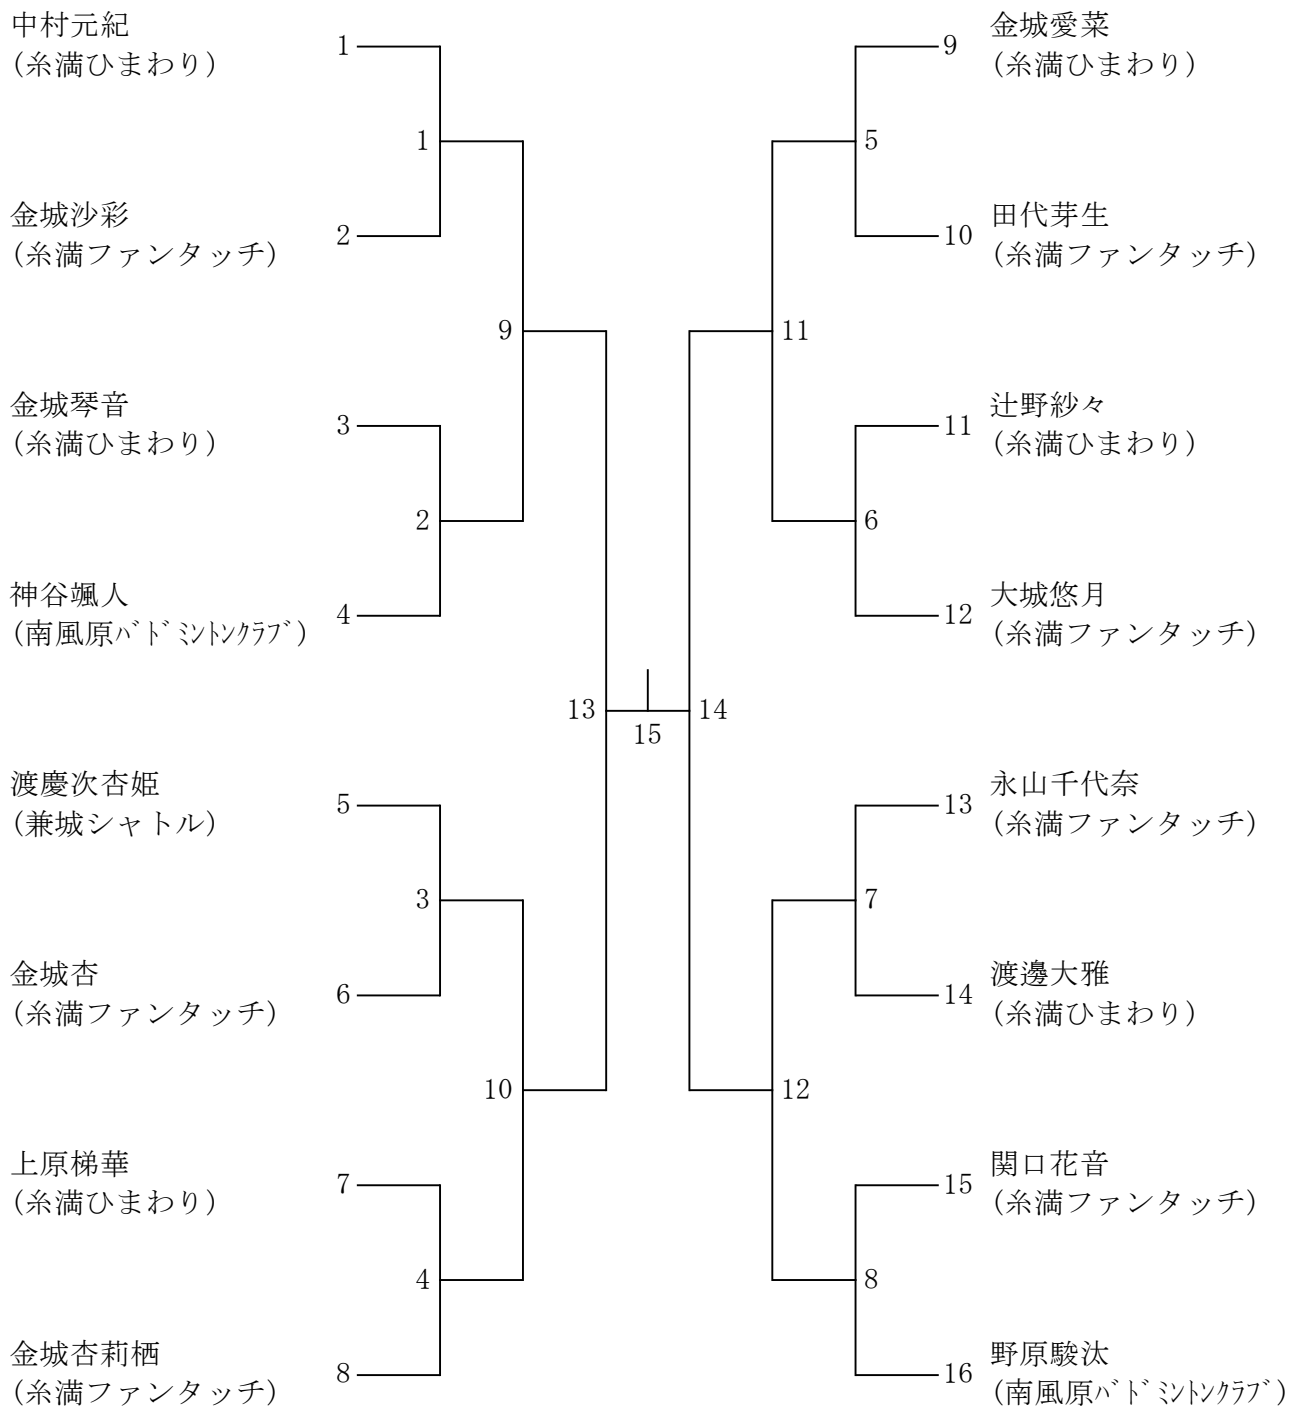 中村元紀
(糸満ひまわり)
1
1
金城沙彩
(糸満ファンタッチ)
2
9
金城琴音
(糸満ひまわり)
3
2
神谷颯人
(南風原ﾊﾞﾄﾞﾐﾝﾄﾝｸﾗﾌﾞ)
4
13
渡慶次杏姫
(兼城シャトル)
5
3
金城杏
(糸満ファンタッチ)
6
10
上原梯華
(糸満ひまわり)
7
4
金城杏莉栖
(糸満ファンタッチ)
8
15
9
金城愛菜
(糸満ひまわり)
5
10
田代芽生
(糸満ファンタッチ)
11
11
辻野紗々
(糸満ひまわり)
6
12
大城悠月
(糸満ファンタッチ)
14
13
永山千代奈
(糸満ファンタッチ)
7
14
渡邊大雅
(糸満ひまわり)
12
15
関口花音
(糸満ファンタッチ)
8
16
野原駿汰
(南風原ﾊﾞﾄﾞﾐﾝﾄﾝｸﾗﾌﾞ)